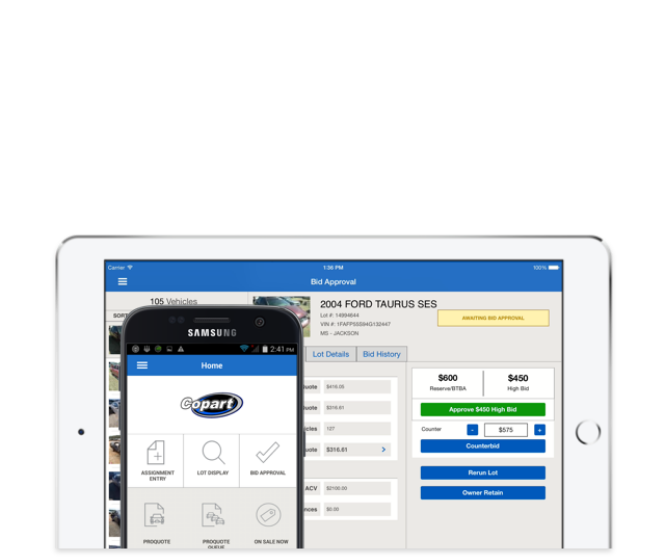 Carrier
1:36 PM
100%
Bid Approval
105 Vehicles
2004 FORD TAURUS SES
Lot #: 14994644
VIN #: 1FAFP55S94G132447
MS - JACKSON
AWAITING BID APPROVAL
SORT
Lot Details
Bid History
$600
Reserve/BTBA
$450
High Bid
Approve $450 High Bid
Counter
-
$575
+
Counterbid
Rerun Lot
Owner Retain
uote
$416.00
uote
$316.61
icles
127
uote
$316.61
ACV
$2100.00
nces
$0.00
SAMSUNG
2:41 PM
Home
Copart
ASSIGNMENT
ENTRY
LOT DISPLAY
BID APPROVAL
PROQUOTE
PROQUOTE
QUEUE
ON SALE NOW